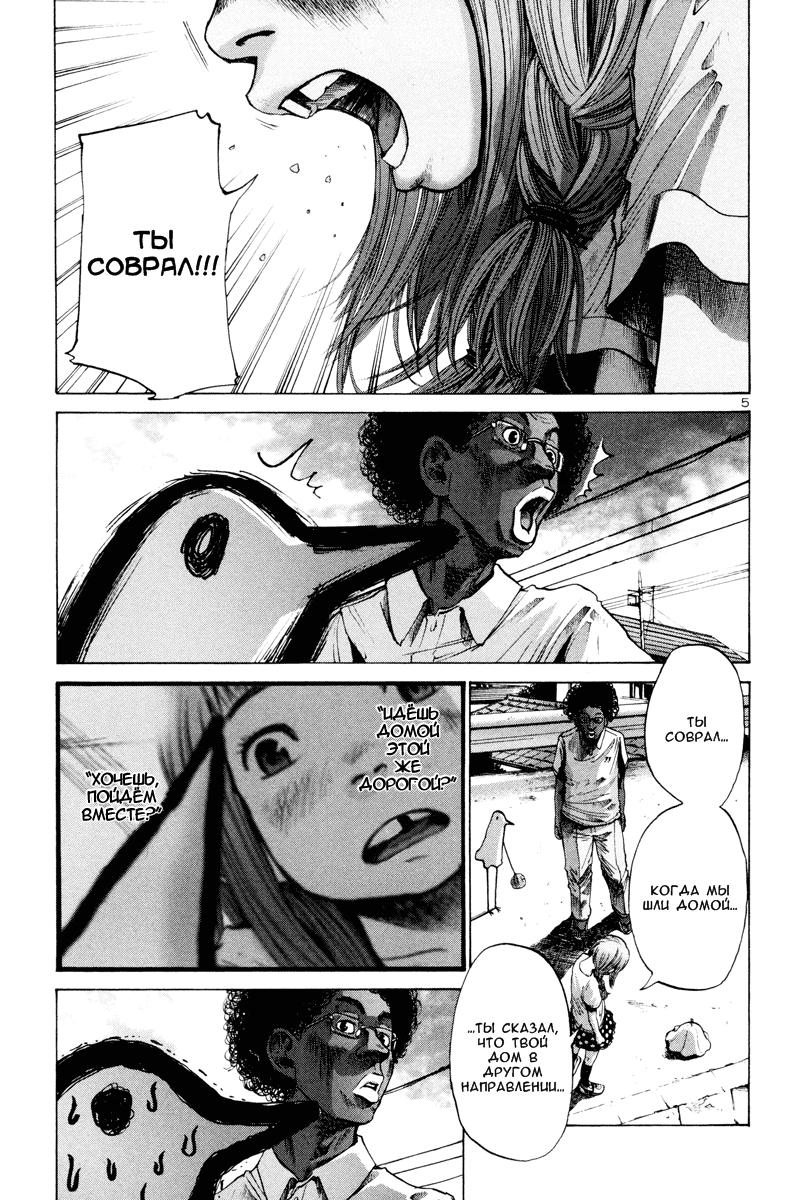 ТЫ
СОВРАЛ!!!
5
ТЫ
СОВРАЛ...
КОГДА МЫ
ШЛИ ДОМОЙ...
"ИДЁШЬ
ДОМОЙ
ЭТОЙ
ЖЕ
ДОРОГОЙ?"
"ХОЧЕШЬ,
ПОЙДЁМ
ВМЕСТЕ?"
...ТЫ СКАЗАЛ,
ЧТО ТВОЙ
ДОМ В
ДРУГОМ
НАПРАВЛЕНИИ...